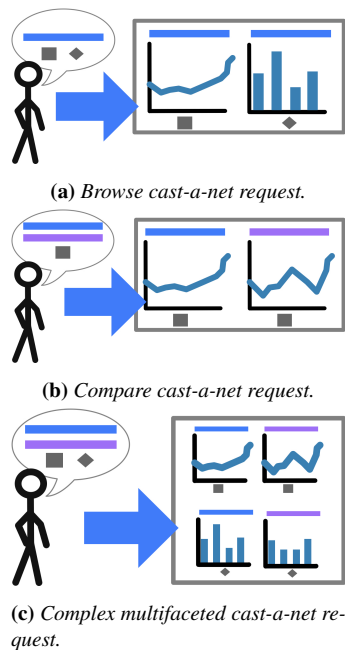 (a) Browse cast-a-net request.
(b) Compare cast-a-net request.
(c) Complex multifaceted cast-a-net re-
quest.